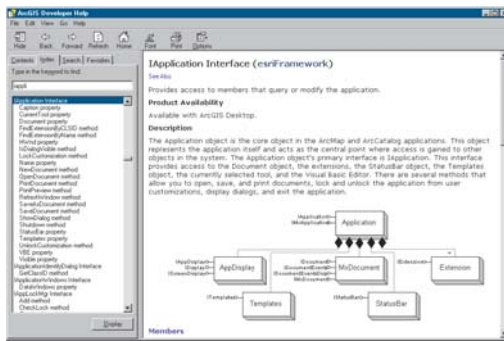 ArcGIS Developer Help
File Edit View Go Help
Hide Back Forward Refresh Home Font Print Options
Contents Index Search Favorites
Type in the keyword to find:
iappli
IApplication Interface
Caption property
CurrentTool property
Document property
FindExtensionByCLSID method
FindExtensionByName method
HWnd property
IsDialogVisible method
LockCustomization method
Name property
NewDocument method
OpenDocument method
PrintDocument method
PrintPreview method
RefreshWindow method
SaveAsDocument method
SaveDocument method
ShowDialog method
Shutdown method
StatusBar property
Templates property
UnlockCustomization method
VBE property
Visible property
IApplicationIdentifyDialog Interface
GetClassID method
IApplicationWindows Interface
DataWindows property
IAppLockMgr Interface
Add method
CheckLock method
Display
IApplication Interface (esriFramework)
See Also
Provides access to members that query or modify the application.
Product Availability
Available with ArcGIS Desktop.
Description
The Application object is the core object in the ArcMap and ArcCatalog applications. This object
represents the application itself and acts as the central point where access is gained to other
objects in the system. The Application object's primary interface is IApplication. This interface
provides access to the Document object, the extensions, the StatusBar object, the Templates
object, the currently selected tool, and the Visual Basic Editor. There are several methods that
allow you to open, save, and print documents, lock and unlock the application from user
customizations, display dialogs, and exit the application.
Application
AppDisplay
MxDocument
Extension
Templates
StatusBar
Members